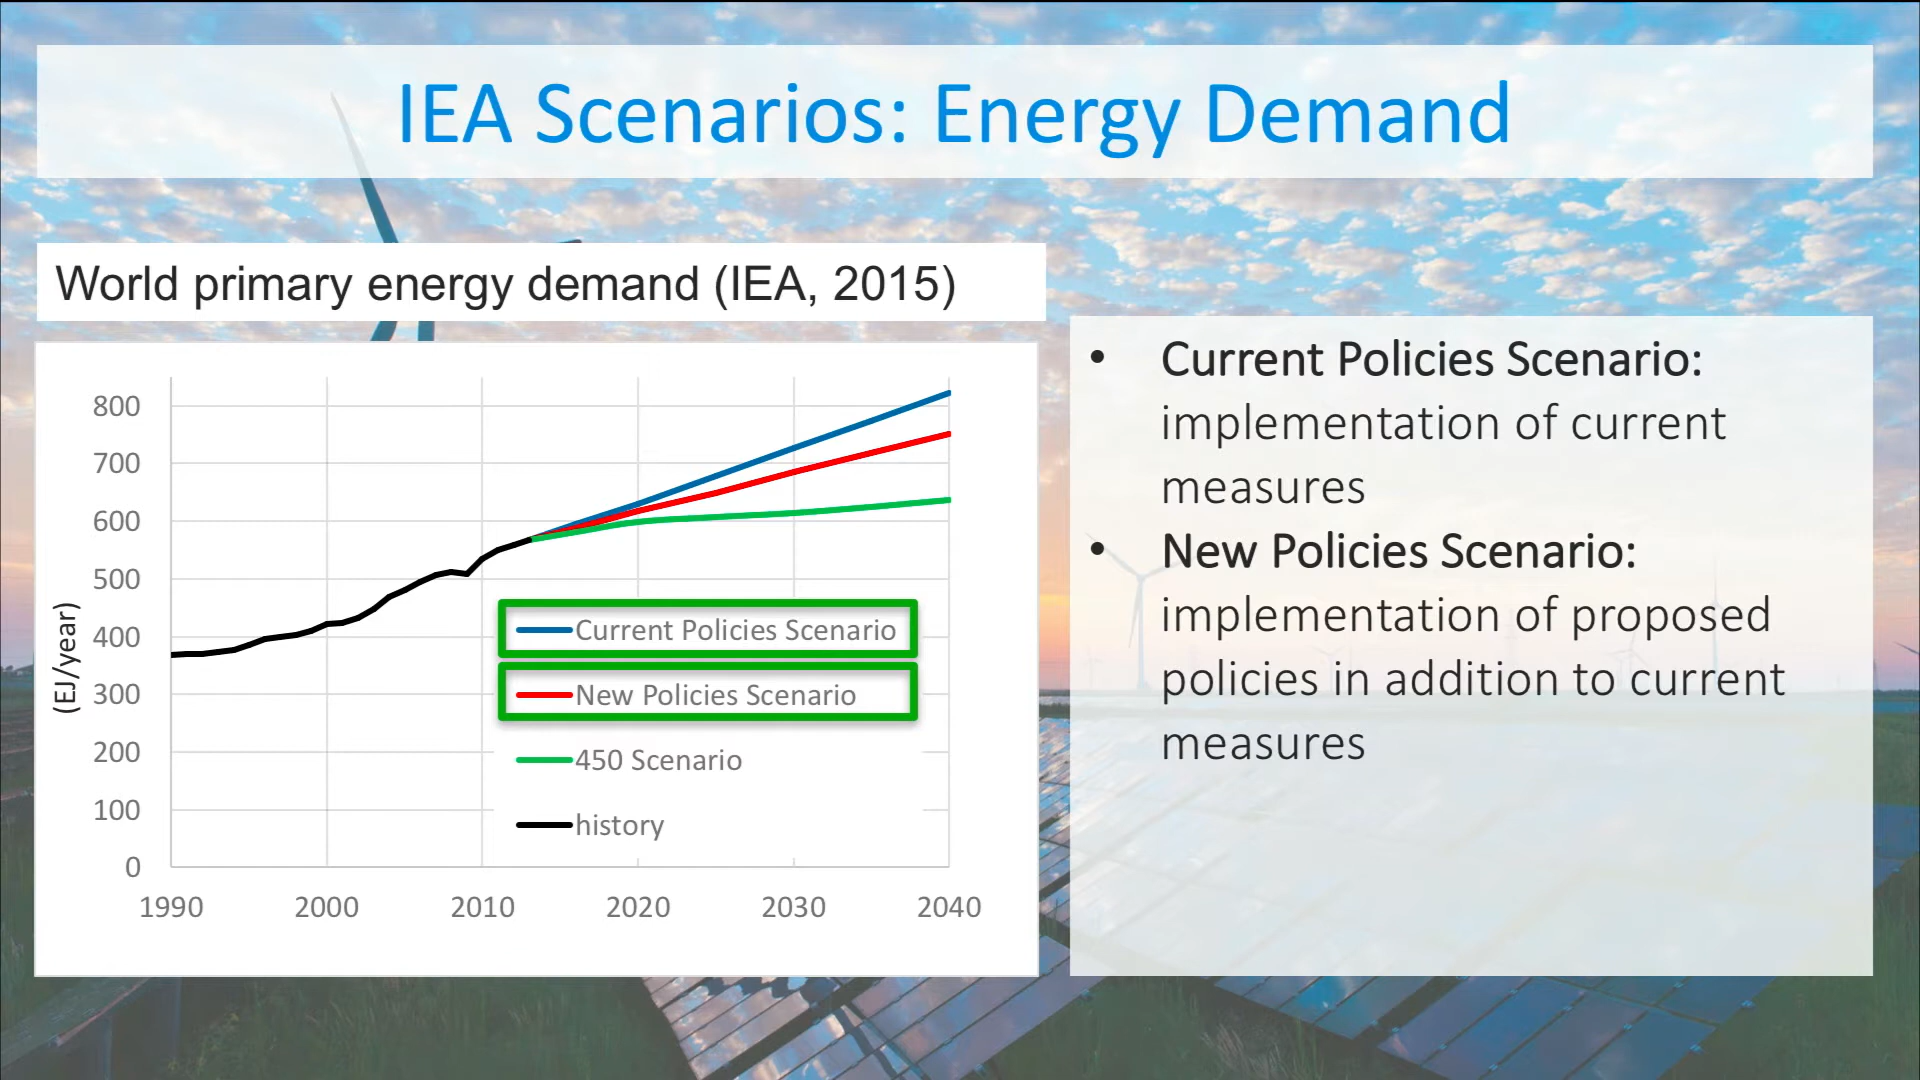 IEA Scenarios: Energy Demand
World primary energy demand (IEA, 2015)
(EJ/year)
800
700
600
500
400
300
200
100
0
1990 2000 2010 2020 2030 2040
Current Policies Scenario
New Policies Scenario
450 Scenario
history
• Current Policies Scenario:
implementation of current
measures
• New Policies Scenario:
implementation of proposed
policies in addition to current
measures